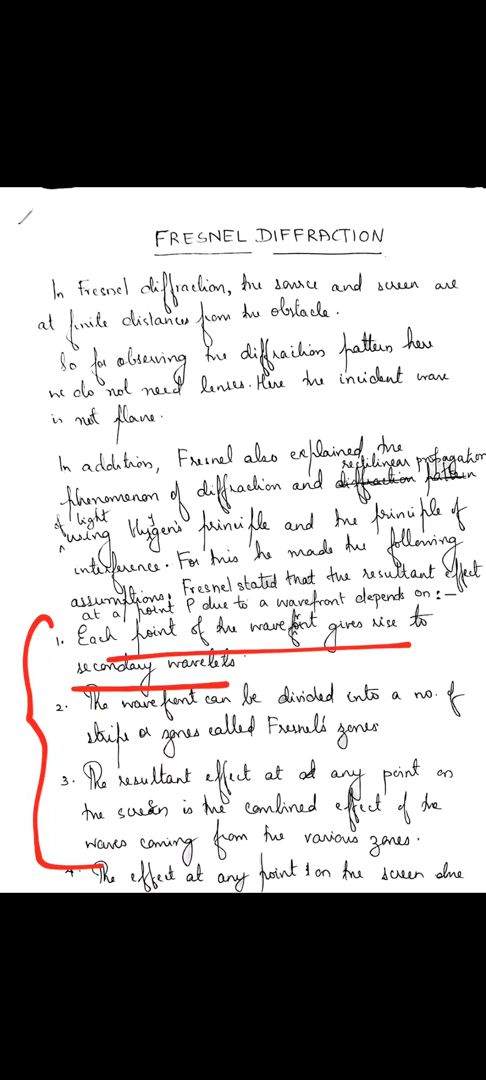 FRESNEL DIFFRACTION
In Fresnel diffraction, the source and screen are
at finite distances from the obstacle.
So for observing the diffraction pattern here
we do not need lenses. Here the incident wave
is not plane.
In addition, Fresnel also explained the
rectilinear propagation
phenomenon of diffraction and diffraction pattern
of light
using Hygen's principle and the principle of
interference. For this he made the following
assumptions: Fresnel stated that the resultant effect
at a point P due to a wavefront depends on :-
1. Each point of the wavefront gives rise to
secondary wavelets.
2. The wavefront can be divided into a no. of
strips or zones called Fresnel's zones
3. The resultant effect at any point on
the screen is the combined effect of the
waves coming from the various zones.
4. The effect at any point on the screen due